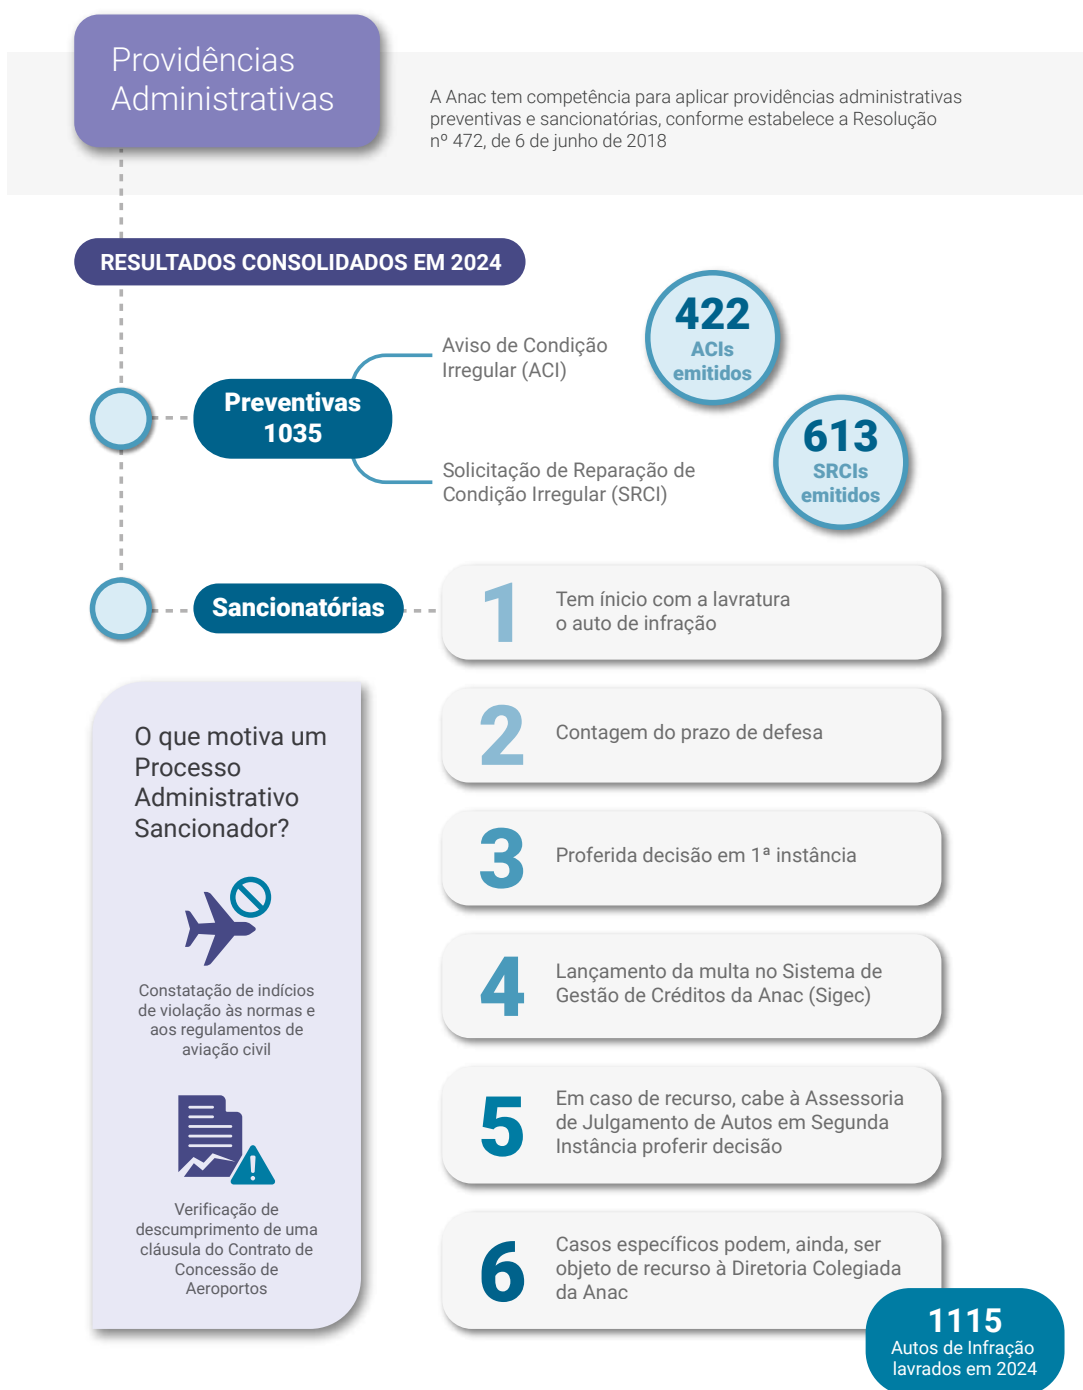 Providências
Administrativas
A Anac tem competência para aplicar providências administrativas
preventivas e sancionatórias, conforme estabelece a Resolução
nº 472, de 6 de junho de 2018
RESULTADOS CONSOLIDADOS EM 2024
Preventivas
1035
Aviso de Condição
Irregular (ACI)
422
ACIs
emitidos
Solicitação de Reparação de
Condição Irregular (SRCI)
613
SRCIs
emitidos
Sancionatórias
1
Tem ínicio com a lavratura
o auto de infração
2
Contagem do prazo de defesa
3
Proferida decisão em 1ª instância
4
Lançamento da multa no Sistema de
Gestão de Créditos da Anac (Sigec)
5
Em caso de recurso, cabe à Assessoria
de Julgamento de Autos em Segunda
Instância proferir decisão
6
Casos específicos podem, ainda, ser
objeto de recurso à Diretoria Colegiada
da Anac
1115
Autos de Infração
lavrados em 2024
O que motiva um
Processo
Administrativo
Sancionador?
Constatação de indícios
de violação às normas e
aos regulamentos de
aviação civil
Verificação de
descumprimento de uma
cláusula do Contrato de
Concessão de
Aeroportos